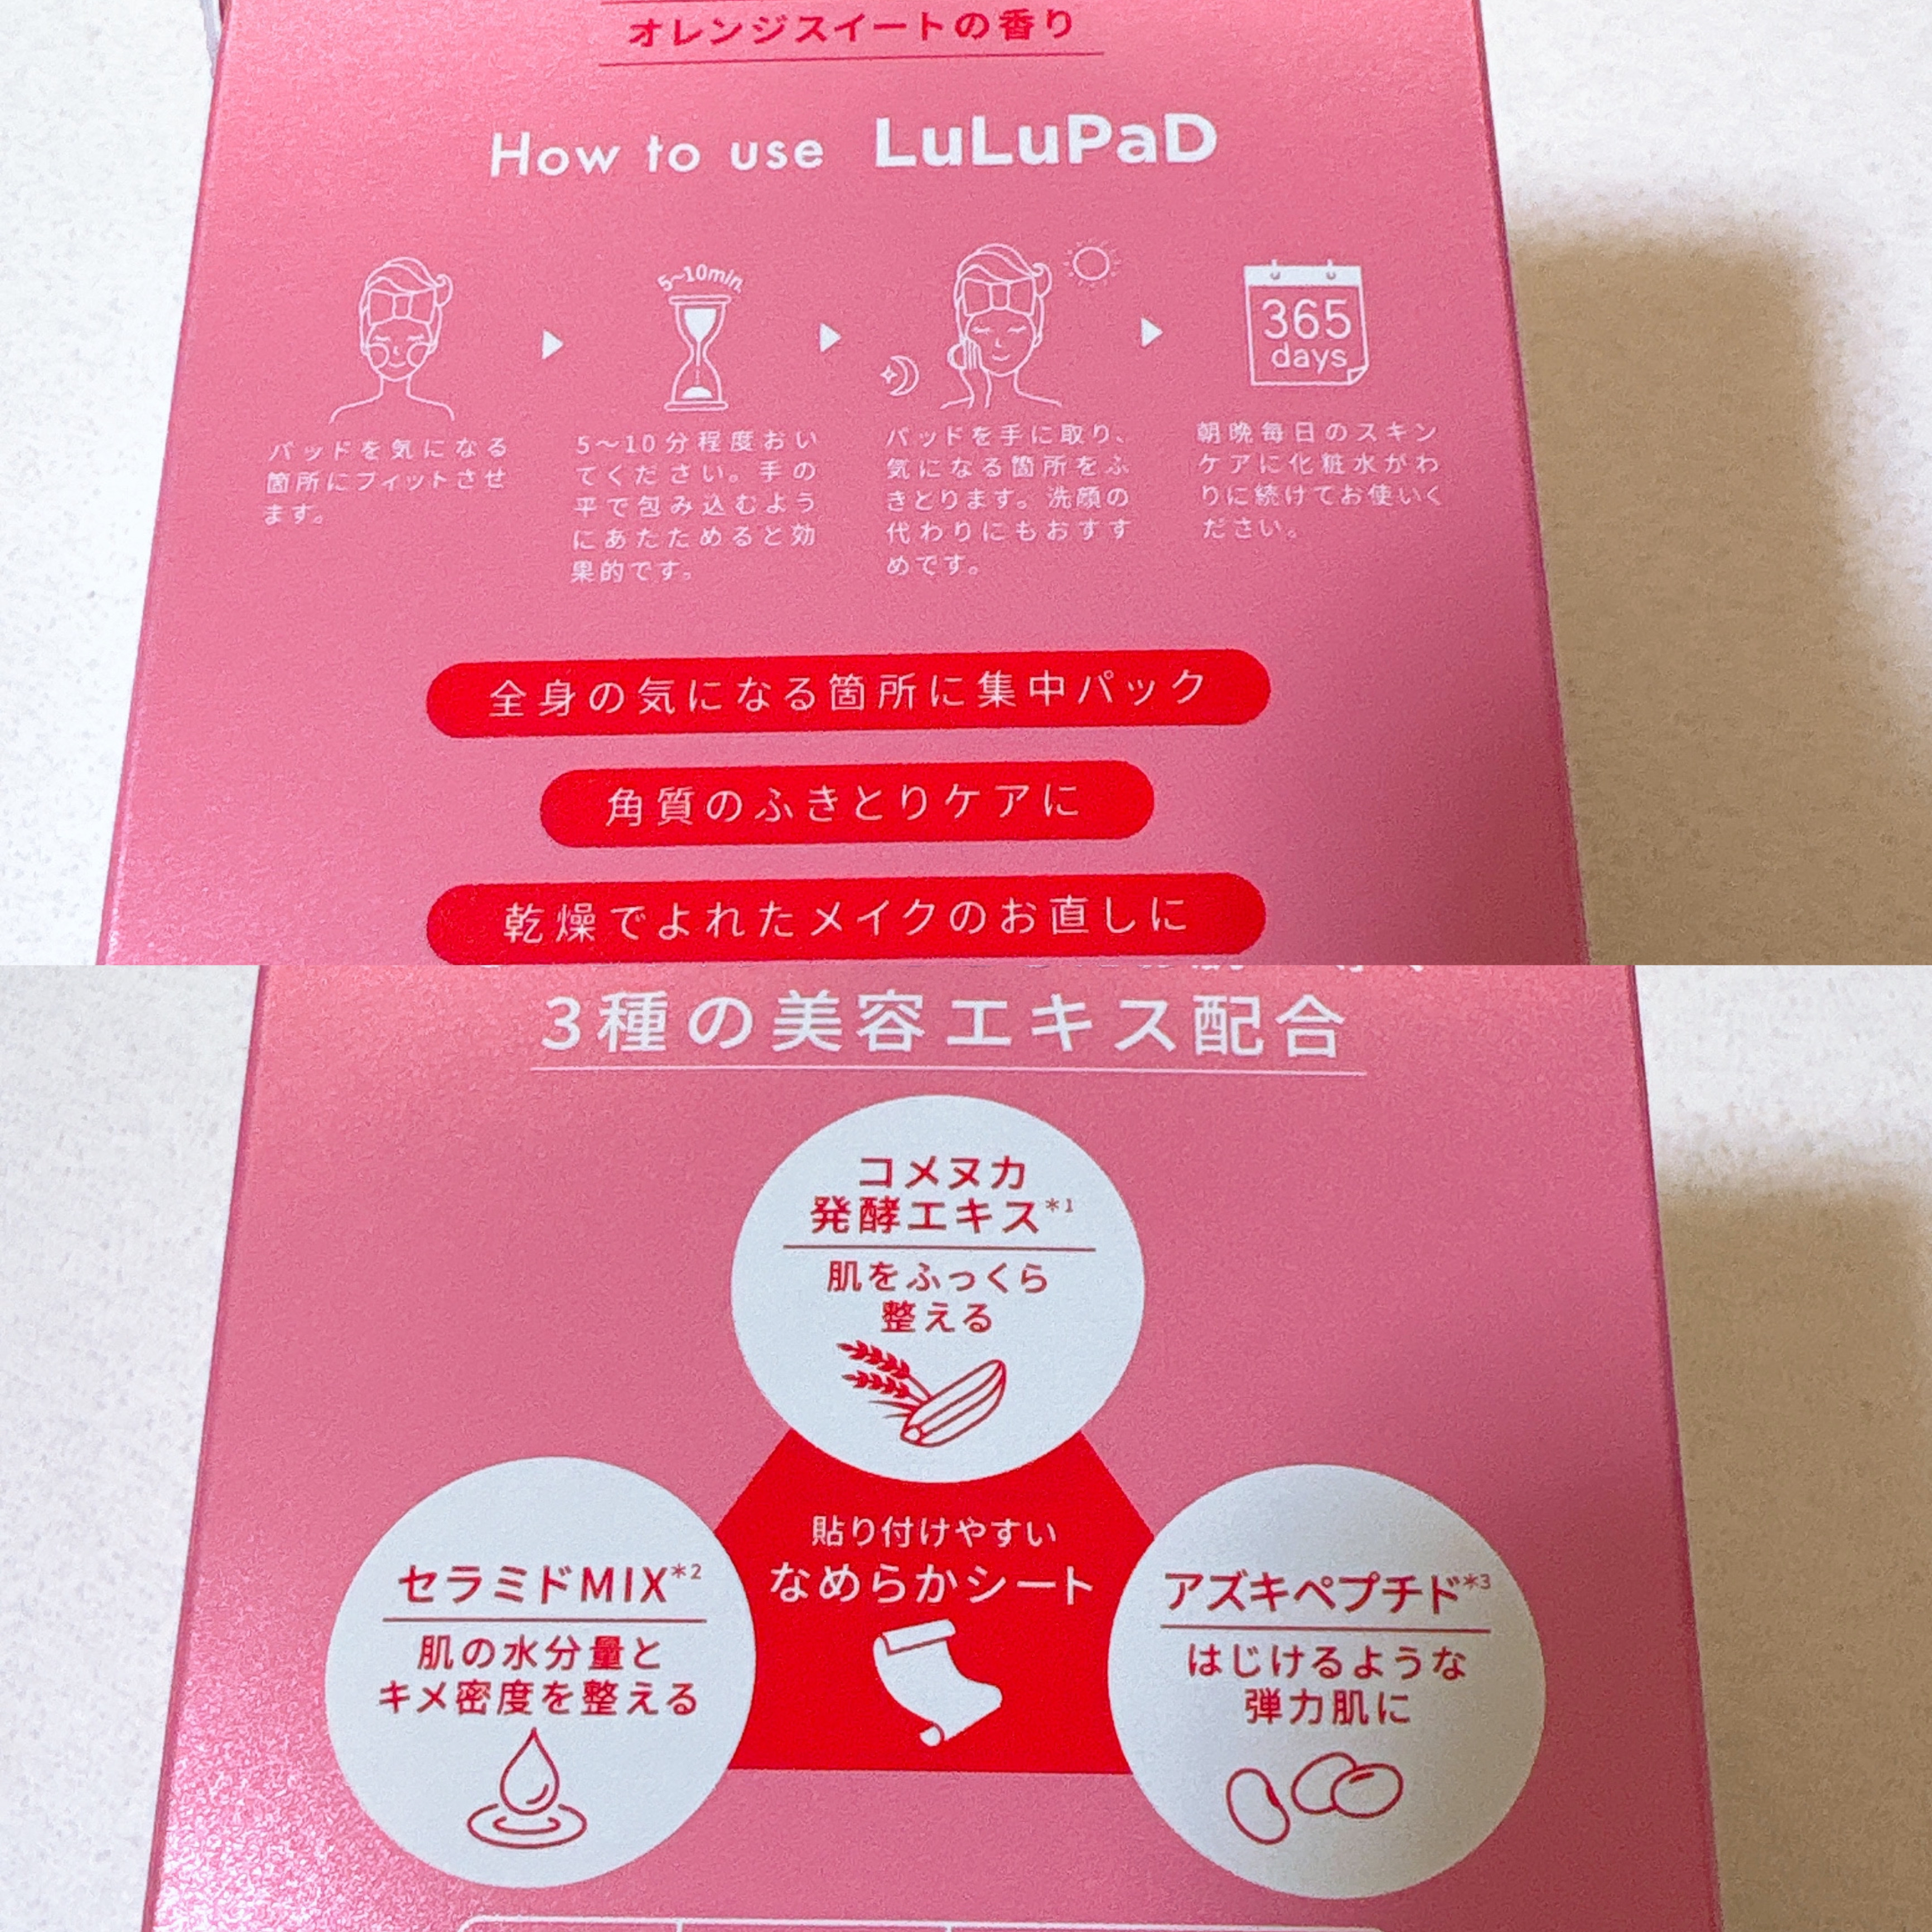 オレンジスイートの香り
How to use LuLuPaD
パッドを気になる
箇所にフィットさせ
ます。
5~10min.
5〜10分程度おい
てください。手の
平で包み込むよう
にあたためると効
果的です。
パッドを手に取り、
気になる箇所をふ
きとります。洗顔の
代わりにもおすす
めです。
365
days
朝晩毎日のスキン
ケアに化粧水がわ
りに続けてお使いく
ださい。
全身の気になる箇所に集中パック
角質のふきとりケアに
乾燥でよれたメイクのお直しに
3種の美容エキス配合
コメヌカ
発酵エキス*1
肌をふっくら
整える
貼り付けやすい
なめらかシート
セラミドMIX*2
肌の水分量と
キメ密度を整える
アズキペプチド*3
はじけるような
弾力肌に